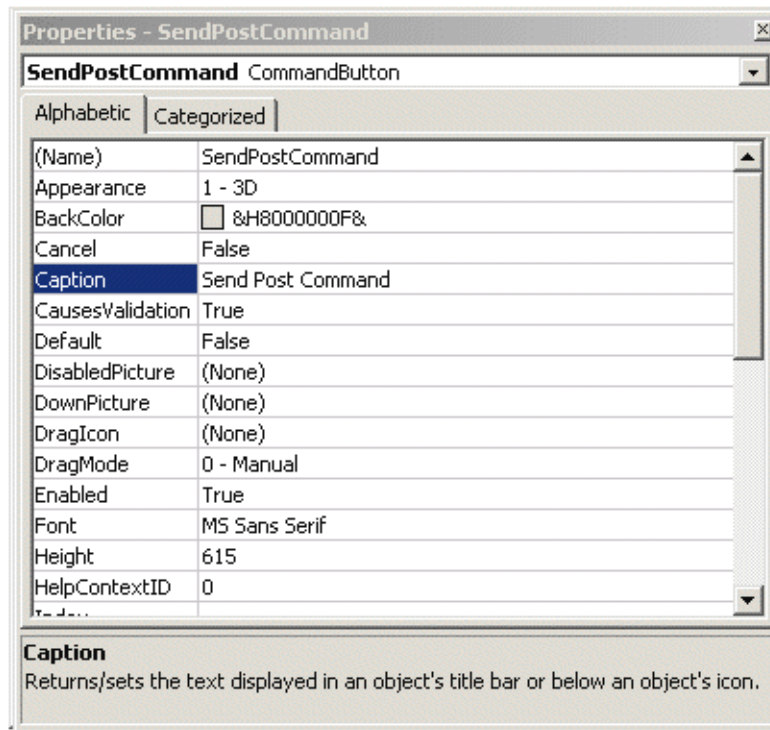 Properties - SendPostCommand
SendPostCommand CommandButton
Alphabetic Categorized
(Name) SendPostCommand
Appearance 1 - 3D
BackColor &H8000000F&
Cancel False
Caption Send Post Command
CausesValidation True
Default False
DisabledPicture (None)
DownPicture (None)
DragIcon (None)
DragMode 0 - Manual
Enabled True
Font MS Sans Serif
Height 615
HelpContextID 0
Caption
Returns/sets the text displayed in an object's title bar or below an object's icon.